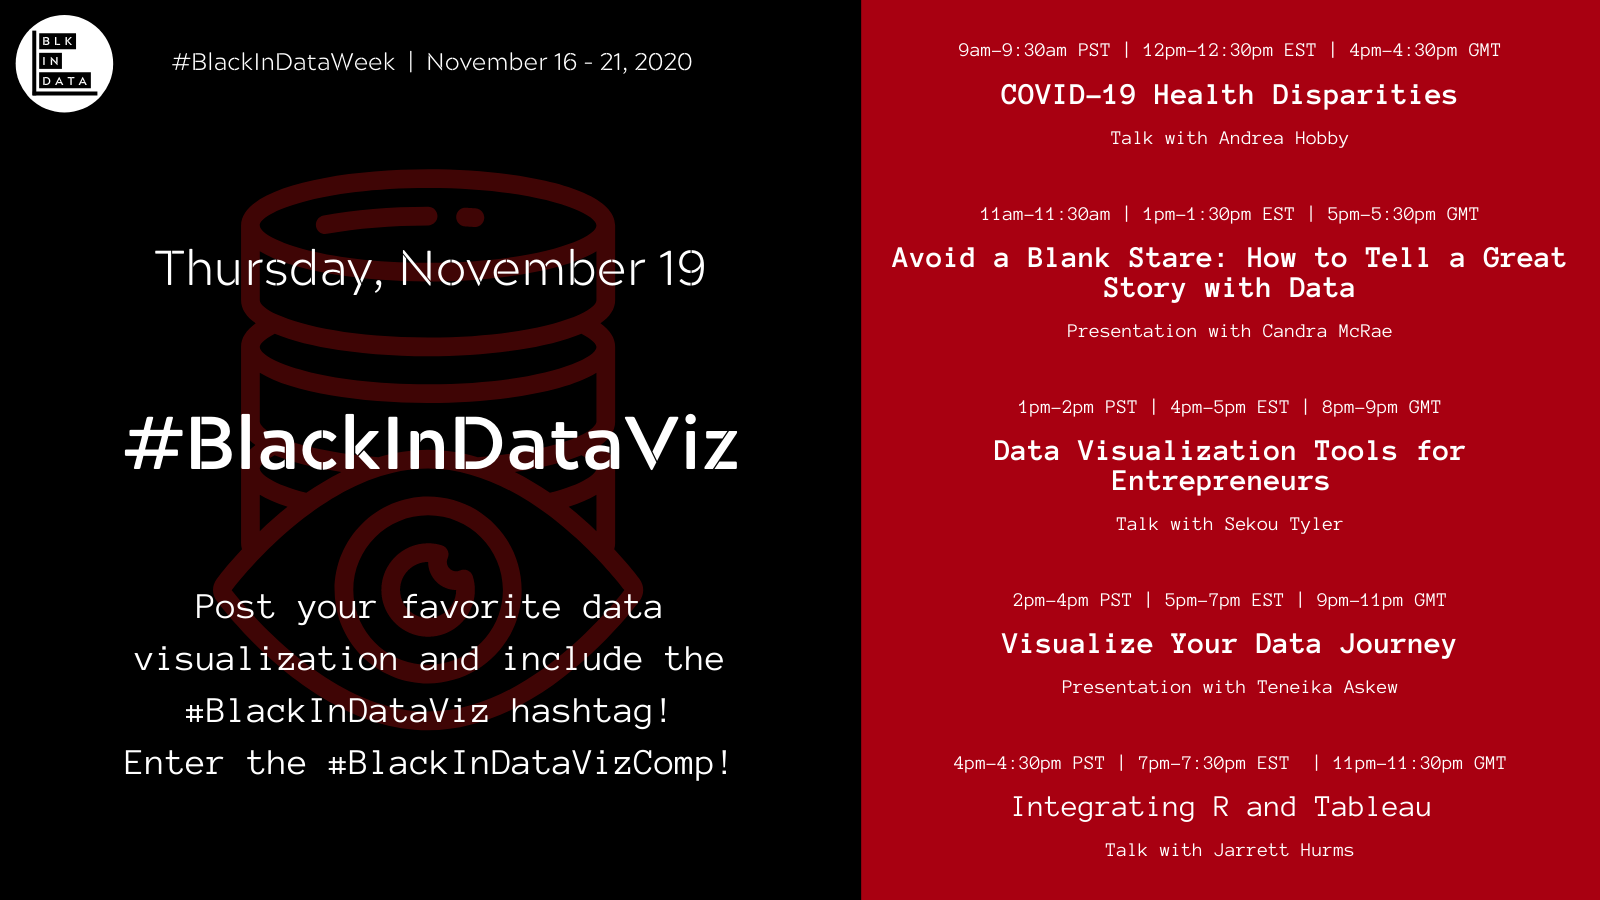 BLK
IN
DATA
#BlackInDataWeek | November 16 - 21, 2020
Thursday, November 19
#BlackInDataViz
Post your favorite data
visualization and include the
#BlackInDataViz hashtag!
Enter the #BlackInDataVizComp!
9am-9:30am PST | 12pm-12:30pm EST | 4pm-4:30pm GMT
COVID-19 Health Disparities
Talk with Andrea Hobby
11am-11:30am | 1pm-1:30pm EST | 5pm-5:30pm GMT
Avoid a Blank Stare: How to Tell a Great
Story with Data
Presentation with Candra McRae
1pm-2pm PST | 4pm-5pm EST | 8pm-9pm GMT
Data Visualization Tools for
Entrepreneurs
Talk with Sekou Tyler
2pm-4pm PST | 5pm-7pm EST | 9pm-11pm GMT
Visualize Your Data Journey
Presentation with Teneika Askew
4pm-4:30pm PST | 7pm-7:30pm EST | 11pm-11:30pm GMT
Integrating R and Tableau
Talk with Jarrett Hurms